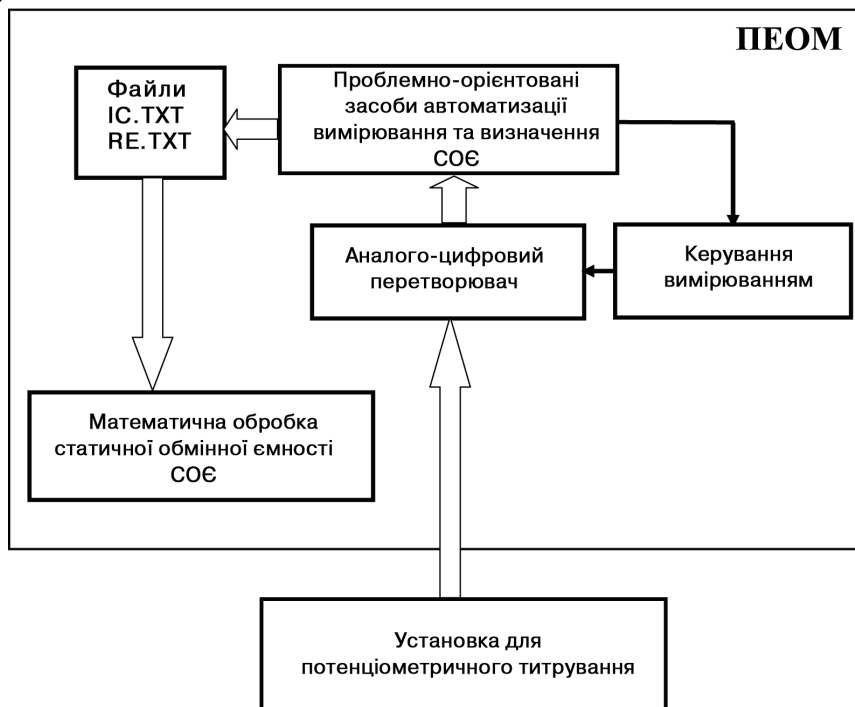 ПЕОМ
Файли
IC.TXT
RE.TXT
Проблемно-орієнтовані
засоби автоматизації
вимірювання та визначення
СОЄ
Аналого-цифровий
перетворювач
Керування
вимірюванням
Математична обробка
статичної обмінної ємності
СОЄ
Установка для
потенціометричного титрування